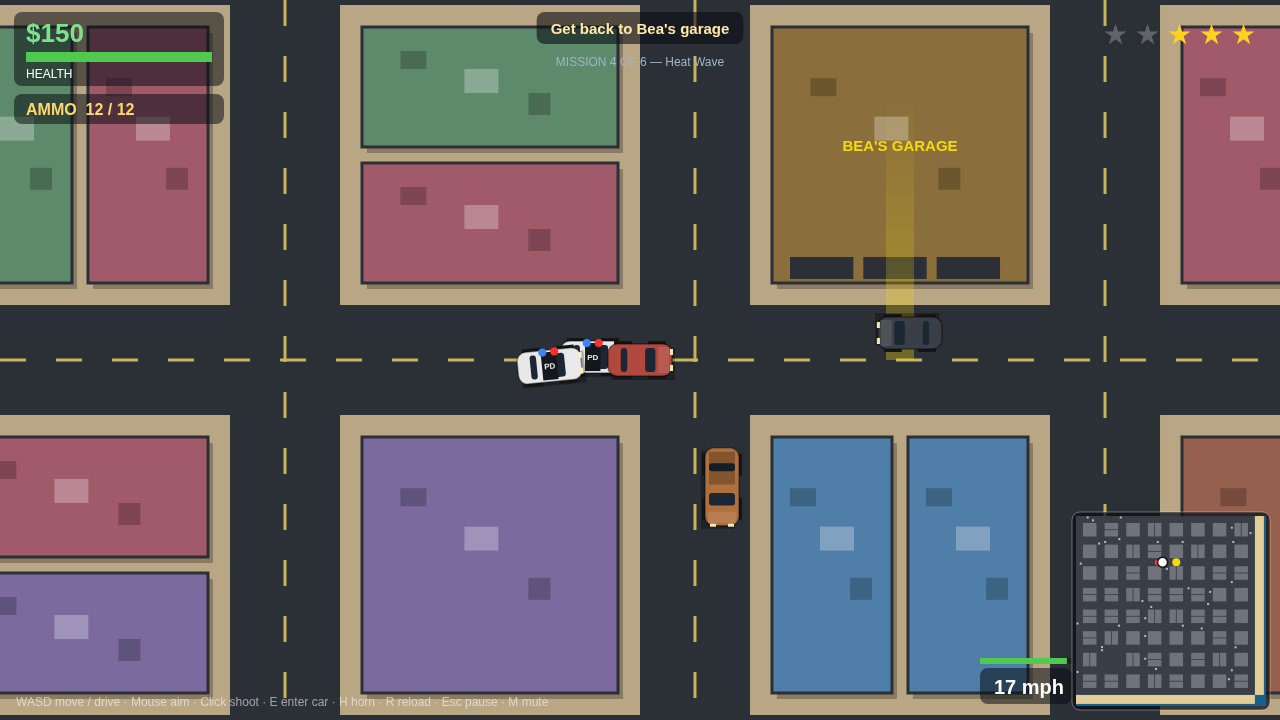 $150
HEALTH
AMMO 12 / 12
Get back to Bea's garage
MISSION 4 OF 6 — Heat Wave
★ ★ ★ ★ ★
BEA'S GARAGE
PD
PD
17 mph
WASD move / drive · Mouse aim · Click shoot · E enter car · H horn · R reload · Esc pause · M mute